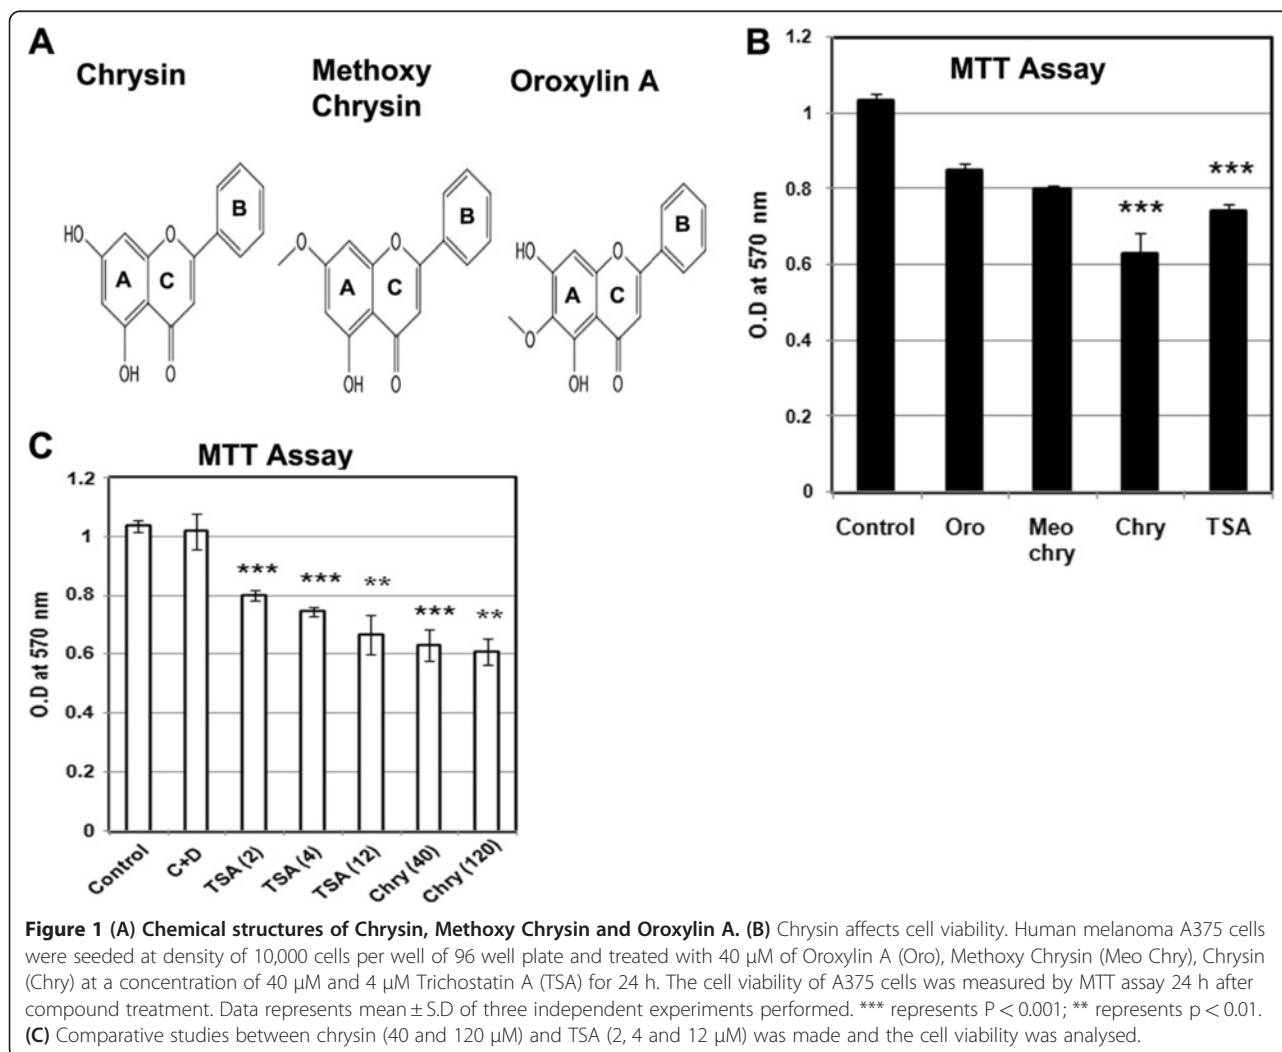 A
Chrysin
Methoxy
Chrysin
Oroxylin A
HO
O
B
A
C
OH
O
O
O
B
A
C
OH
O
HO
O
B
A
C
O
OH
O
B
MTT Assay
O.D at 570 nm
1.2
1
0.8
0.6
0.4
0.2
0
***
***
Control
Oro
Meo
chry
Chry
TSA
C
MTT Assay
O.D at 570 nm
1.2
1
0.8
0.6
0.4
0.2
0
***
***
**
***
**
Control
C+D
TSA (2)
TSA (4)
TSA (12)
Chry (40)
Chry (120)
Figure 1 (A) Chemical structures of Chrysin, Methoxy Chrysin and Oroxylin A. (B) Chrysin affects cell viability. Human melanoma A375 cells
were seeded at density of 10,000 cells per well of 96 well plate and treated with 40 μM of Oroxylin A (Oro), Methoxy Chrysin (Meo Chry), Chrysin
(Chry) at a concentration of 40 μM and 4 μM Trichostatin A (TSA) for 24 h. The cell viability of A375 cells was measured by MTT assay 24 h after
compound treatment. Data represents mean ± S.D of three independent experiments performed. *** represents P < 0.001; ** represents p < 0.01.
(C) Comparative studies between chrysin (40 and 120 μM) and TSA (2, 4 and 12 μM) was made and the cell viability was analysed.